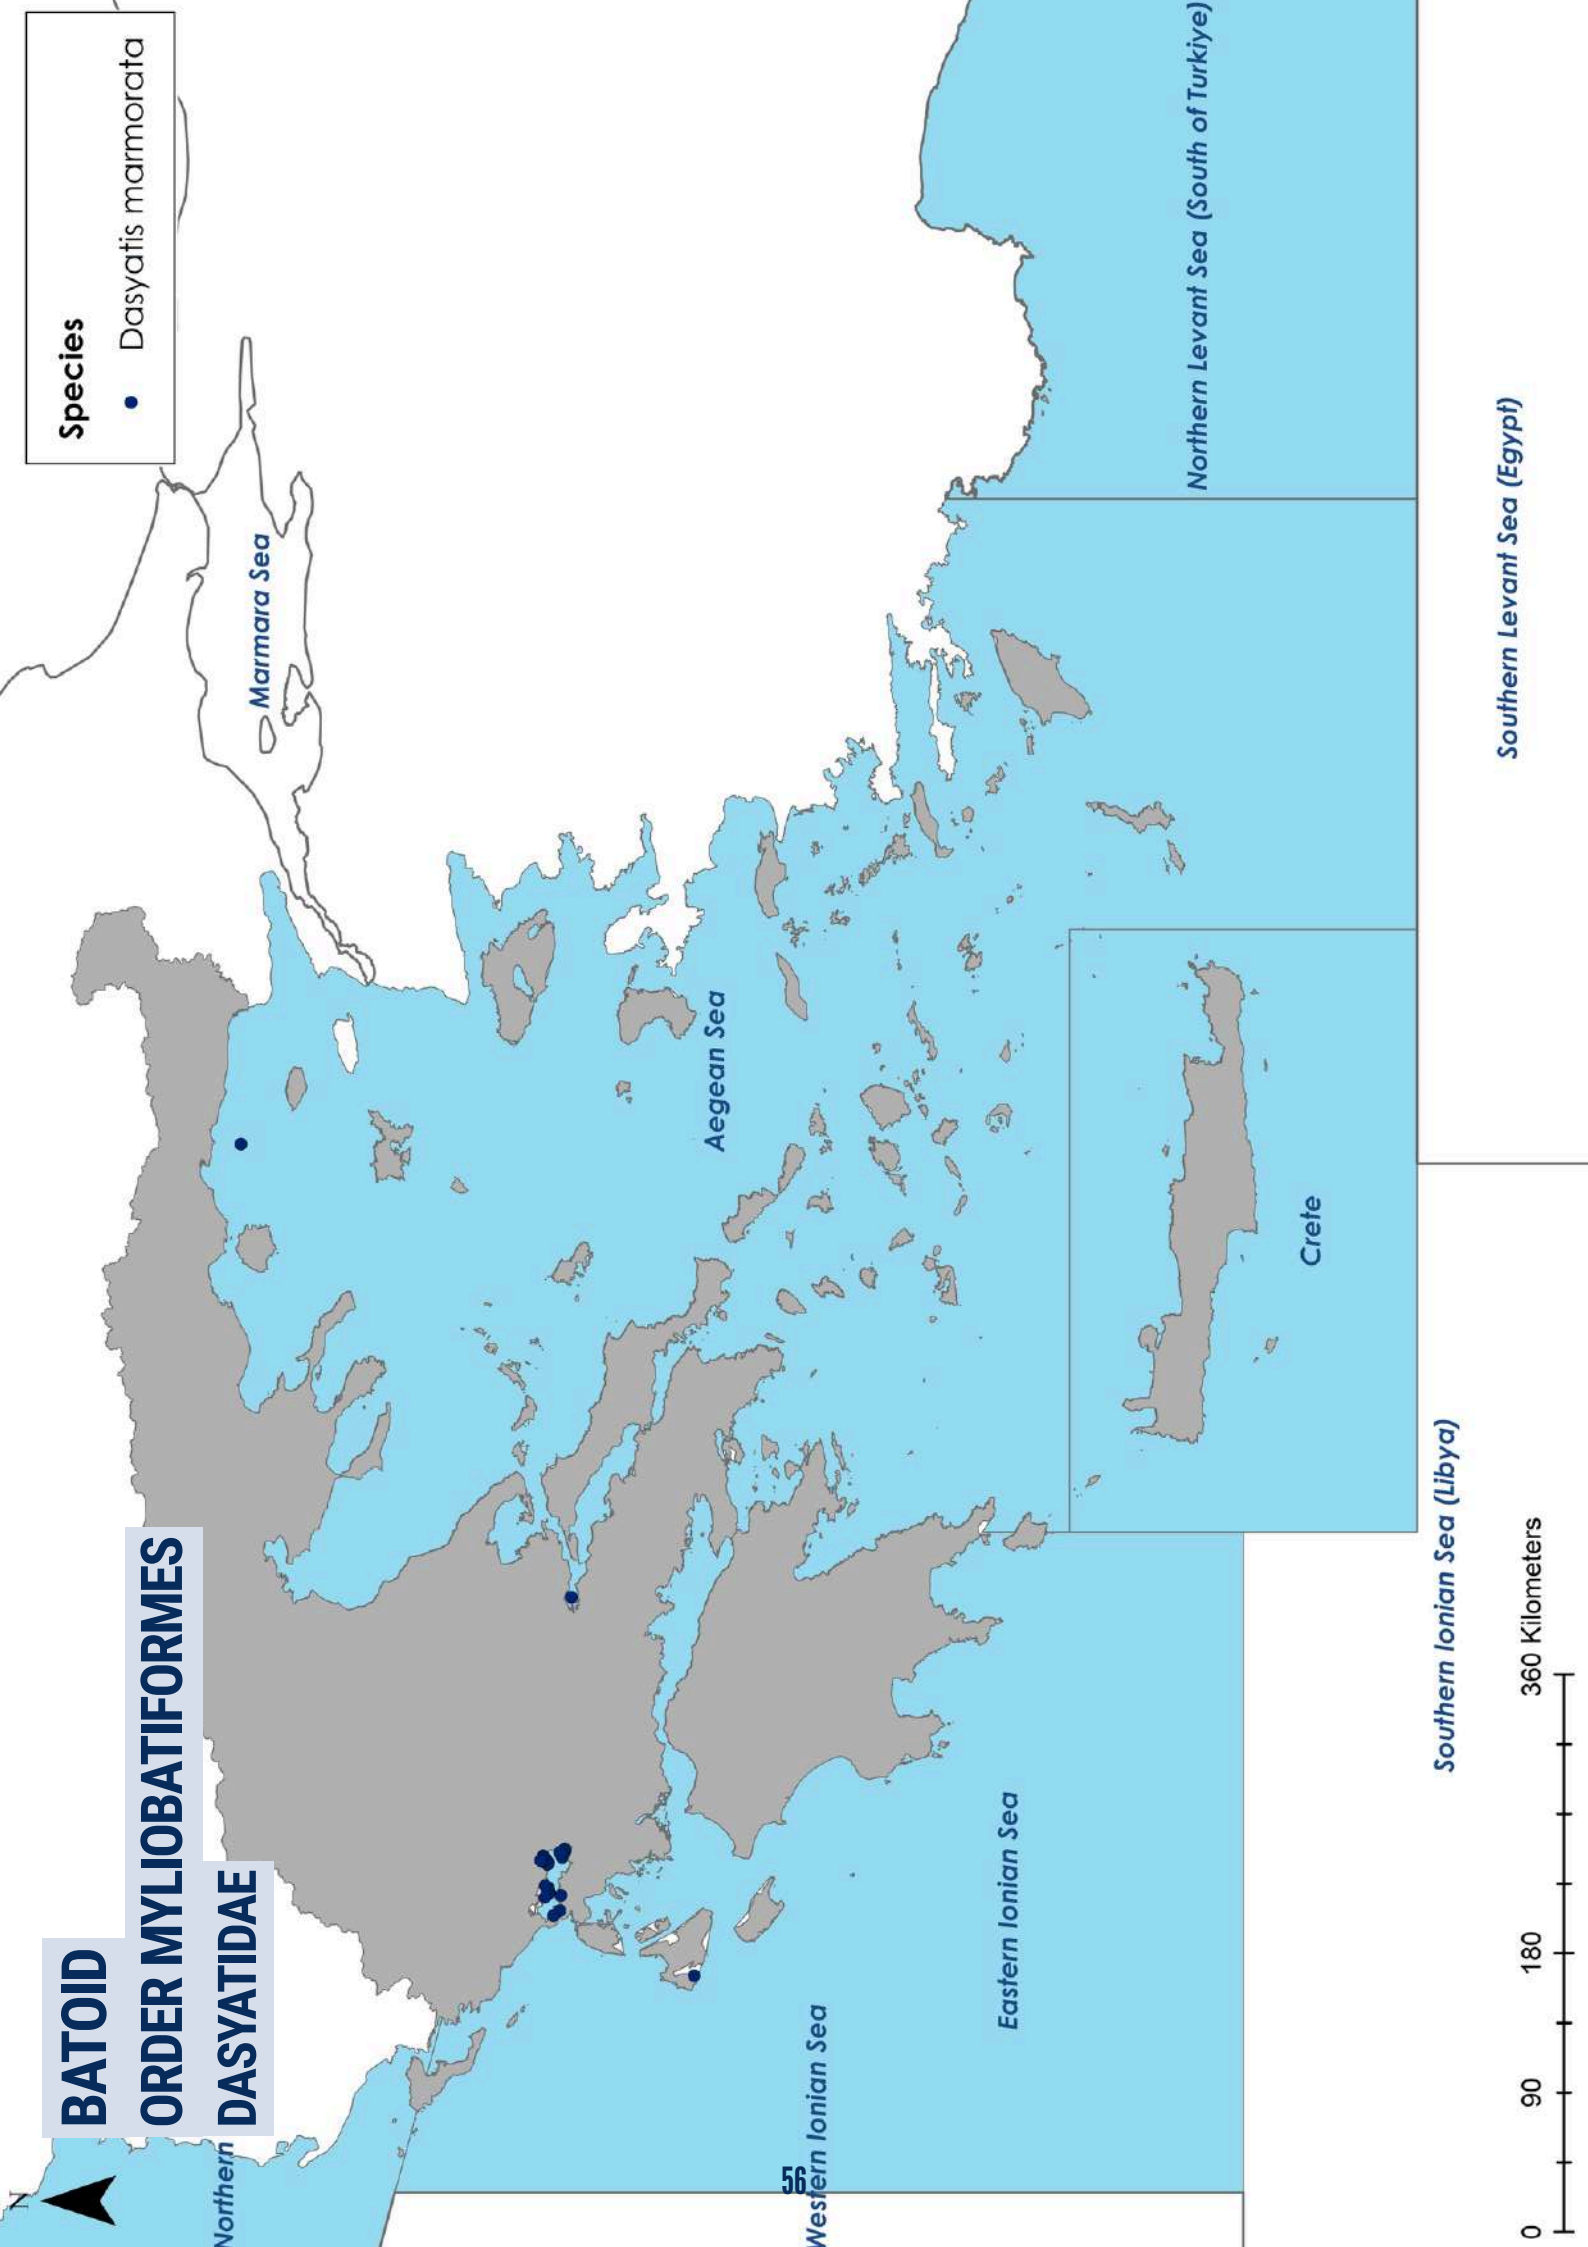 BATOID
ORDER MYLIOBATIFORMES
DASYATIDAE
N
Species
Dasyatis marmorata
Northern
Marmara Sea
Aegean Sea
Western Ionian Sea
Eastern Ionian Sea
Crete
Northern Levant Sea (South of Turkiye)
Southern Ionian Sea (Libya)
Southern Levant Sea (Egypt)
0 90 180 360 Kilometers
56